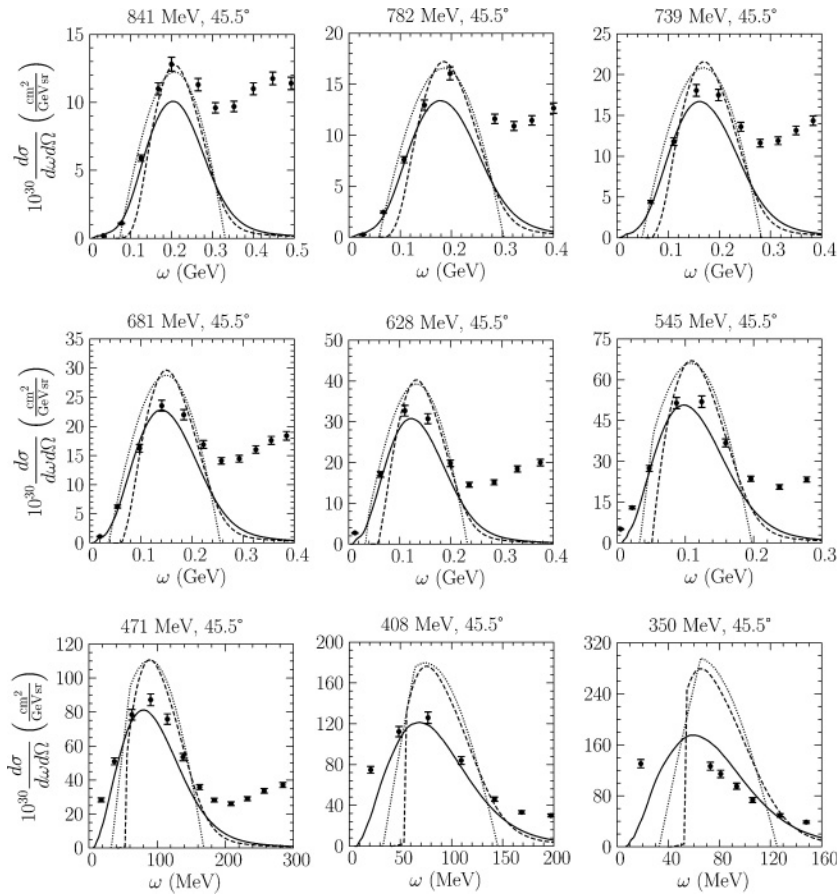 841 MeV, 45.5°
782 MeV, 45.5°
739 MeV, 45.5°
10³⁰ dσ/dωdΩ (cm²/GeV sr)
15
10
5
0
0 0.1 0.2 0.3 0.4 0.5
ω (GeV)
20
15
10
5
0
0 0.1 0.2 0.3 0.4
ω (GeV)
25
20
15
10
5
0
0 0.1 0.2 0.3 0.4
ω (GeV)
681 MeV, 45.5°
628 MeV, 45.5°
545 MeV, 45.5°
10³⁰ dσ/dωdΩ (cm²/GeV sr)
35
30
25
20
15
10
5
0
0 0.1 0.2 0.3 0.4
ω (GeV)
50
40
30
20
10
0
0 0.1 0.2 0.3 0.4
ω (GeV)
75
60
45
30
15
0
0 0.1 0.2 0.3
ω (GeV)
471 MeV, 45.5°
408 MeV, 45.5°
350 MeV, 45.5°
10³⁰ dσ/dωdΩ (cm²/GeV sr)
120
100
80
60
40
20
0
0 100 200 300
ω (MeV)
200
160
120
80
40
0
0 50 100 150 200
ω (MeV)
320
240
160
80
0
0 40 80 120 160
ω (MeV)